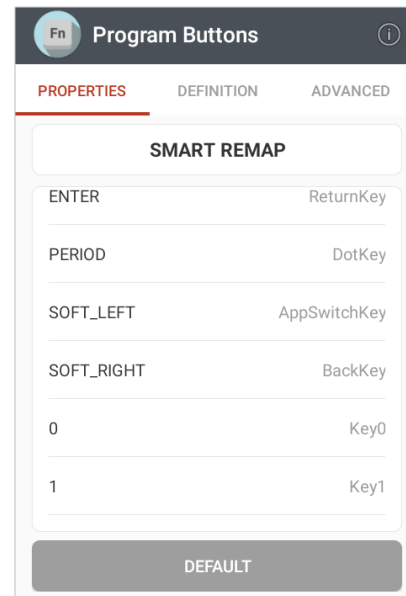 Fn Program Buttons
PROPERTIES DEFINITION ADVANCED
SMART REMAP
ENTER ReturnKey
PERIOD DotKey
SOFT_LEFT AppSwitchKey
SOFT_RIGHT BackKey
0 Key0
1 Key1
DEFAULT